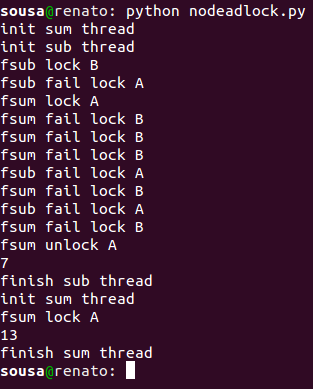 sousa@renato: python nodeadlock.py
init sum thread
init sub thread
fsub lock B
fsub fail lock A
fsum lock A
fsum fail lock B
fsum fail lock B
fsum fail lock B
fsub fail lock A
fsum fail lock B
fsub fail lock A
fsum fail lock B
fsum unlock A
7
finish sub thread
init sum thread
fsum lock A
13
finish sum thread
sousa@renato: